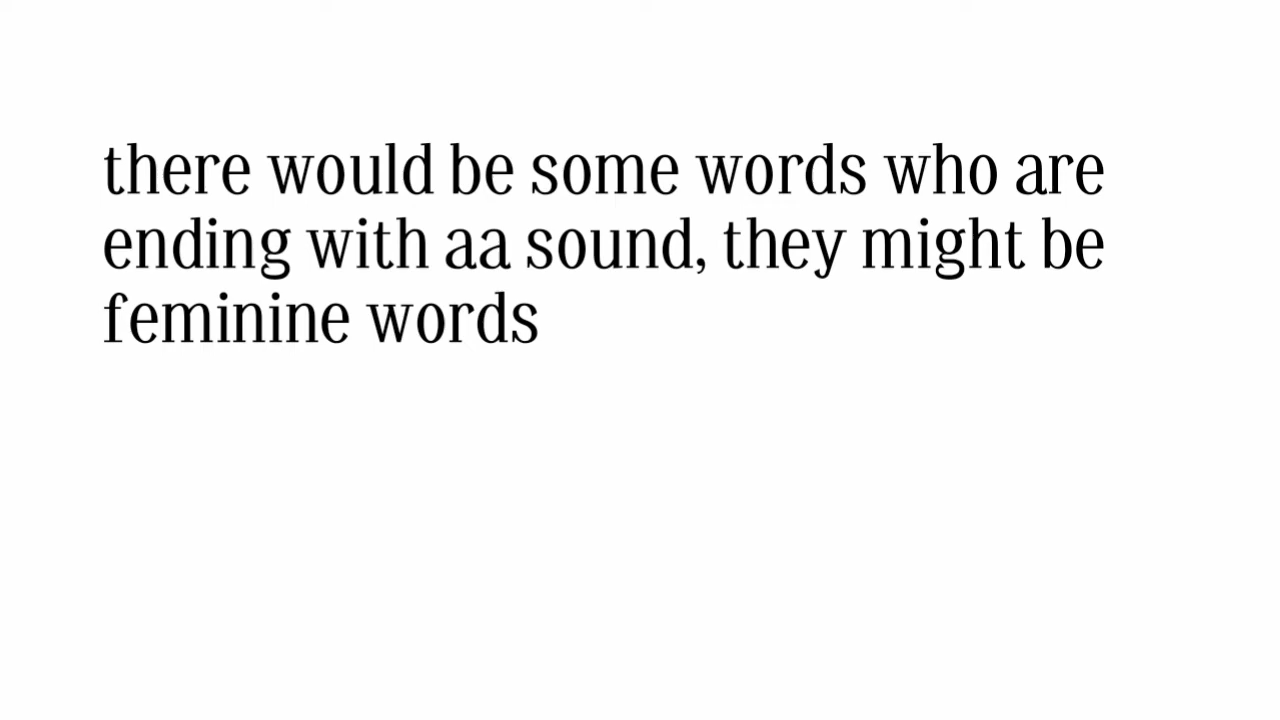 there would be some words who are
ending with aa sound, they might be
feminine words